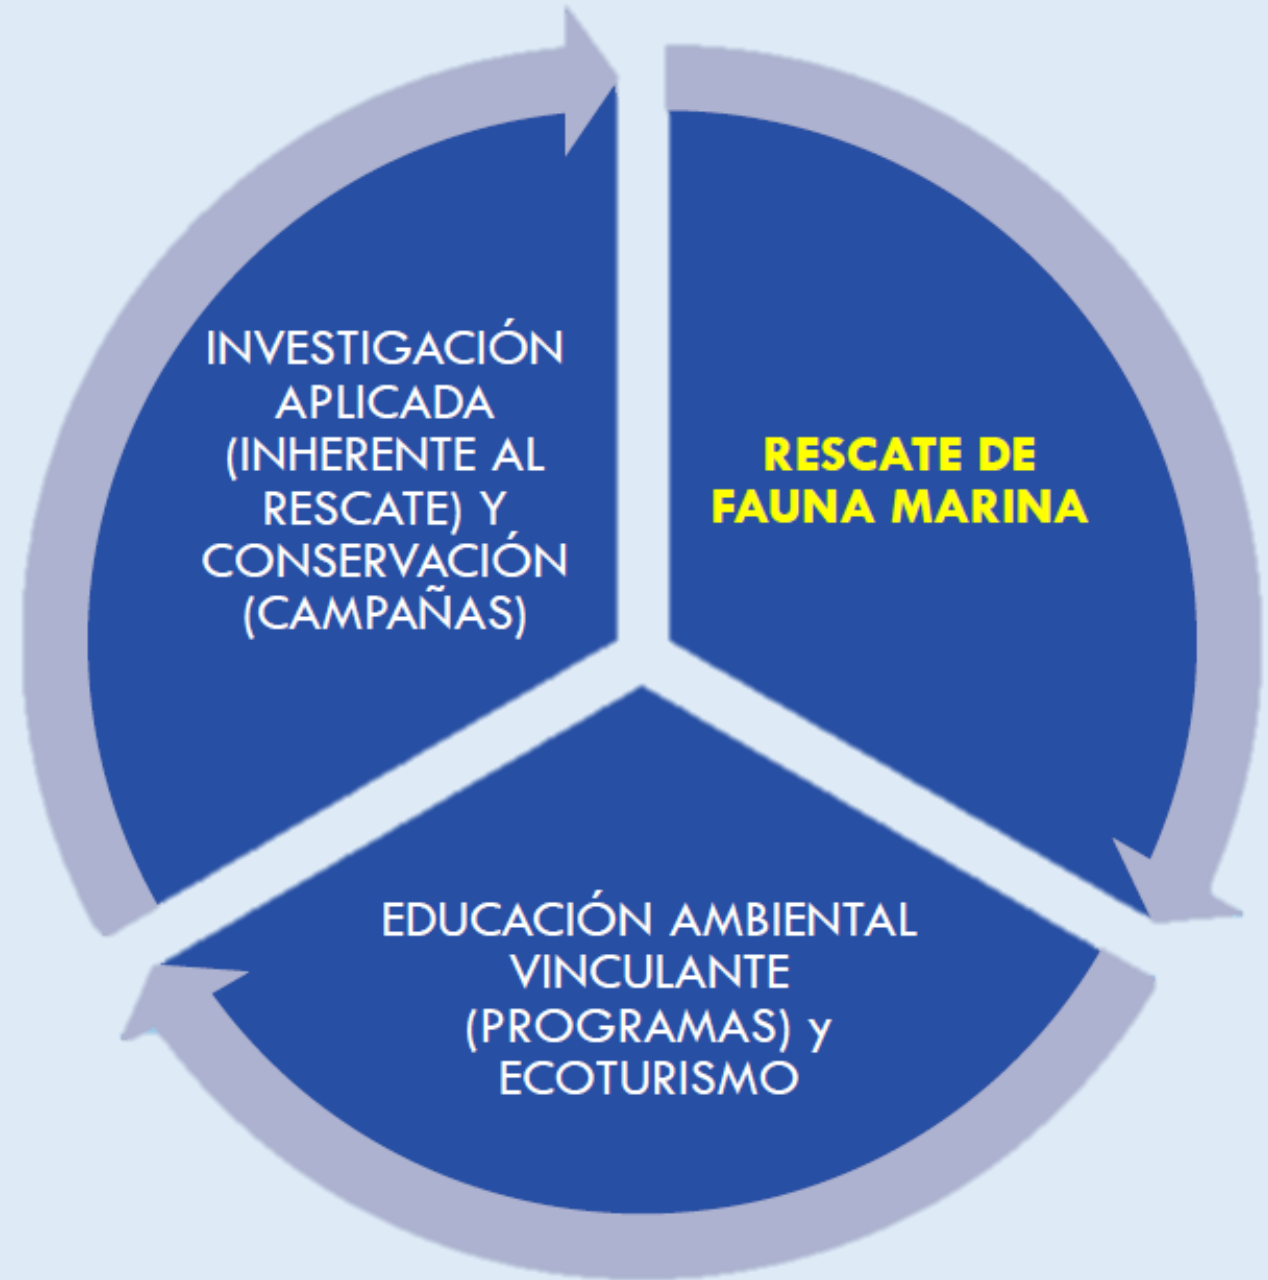 INVESTIGACIÓN
APLICADA
(INHERENTE AL
RESCATE) Y
CONSERVACIÓN
(CAMPAÑAS)
RESCATE DE
FAUNA MARINA
EDUCACIÓN AMBIENTAL
VINCULANTE
(PROGRAMAS) y
ECOTURISMO